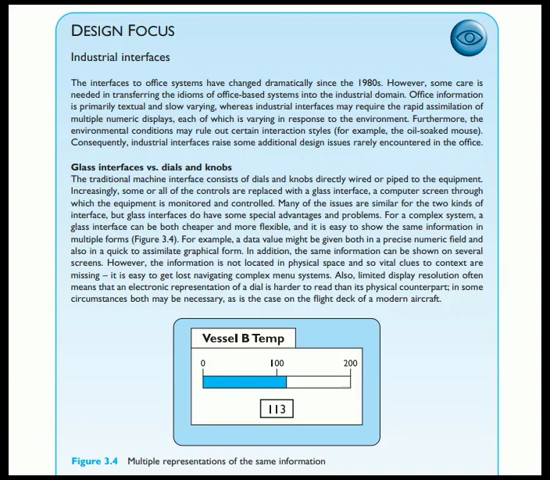 DESIGN FOCUS
Industrial interfaces
The interfaces to office systems have changed dramatically since the 1980s. However, some care is
needed in transferring the idioms of office-based systems into the industrial domain. Office information
is primarily textual and slow varying, whereas industrial interfaces may require the rapid assimilation of
multiple numeric displays, each of which is varying in response to the environment. Furthermore, the
environmental conditions may rule out certain interaction styles (for example, the oil-soaked mouse).
Consequently, industrial interfaces raise some additional design issues rarely encountered in the office.
Glass interfaces vs. dials and knobs
The traditional machine interface consists of dials and knobs directly wired or piped to the equipment.
Increasingly, some or all of the controls are replaced with a glass interface, a computer screen through
which the equipment is monitored and controlled. Many of the issues are similar for the two kinds of
interface, but glass interfaces do have some special advantages and problems. For a complex system, a
glass interface can be both cheaper and more flexible, and it is easy to show the same information in
multiple forms (Figure 3.4). For example, a data value might be given both in a precise numeric field and
also in a quick to assimilate graphical form. In addition, the same information can be shown on several
screens. However, the information is not located in physical space and so vital clues to context are
missing – it is easy to get lost navigating complex menu systems. Also, limited display resolution often
means that an electronic representation of a dial is harder to read than its physical counterpart; in some
circumstances both may be necessary, as is the case on the flight deck of a modern aircraft.
Vessel B Temp
0 100 200
113
Figure 3.4 Multiple representations of the same information